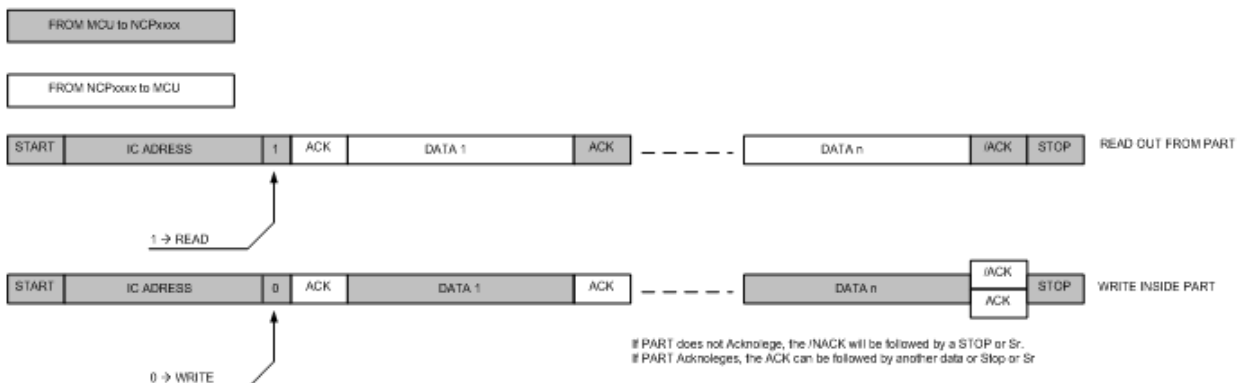 FROM MCU to NCPxxxx
FROM NCPxxxx to MCU
START IC ADRESS 1 ACK DATA 1 ACK DATA n /ACK STOP READ OUT FROM PART
1 → READ
START IC ADRESS 0 ACK DATA 1 ACK DATA n /ACK ACK STOP WRITE INSIDE PART
If PART does not Acknolege, the /NACK will be followed by a STOP or Sr.
If PART Acknoleges, the ACK can be followed by another data or Stop or Sr
0 → WRITE